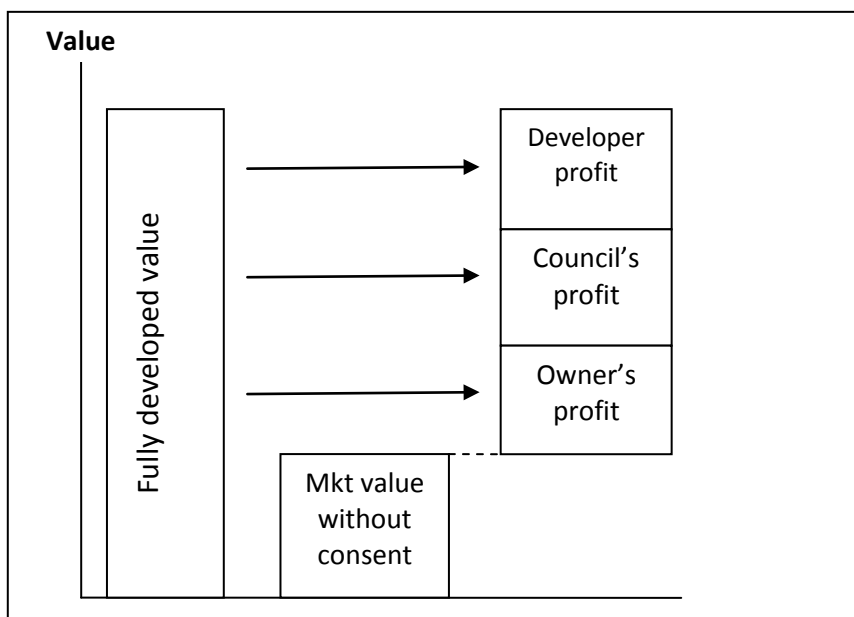 Value
Fully developed value
Developer
profit
Council’s
profit
Owner’s
profit
Mkt value
without
consent